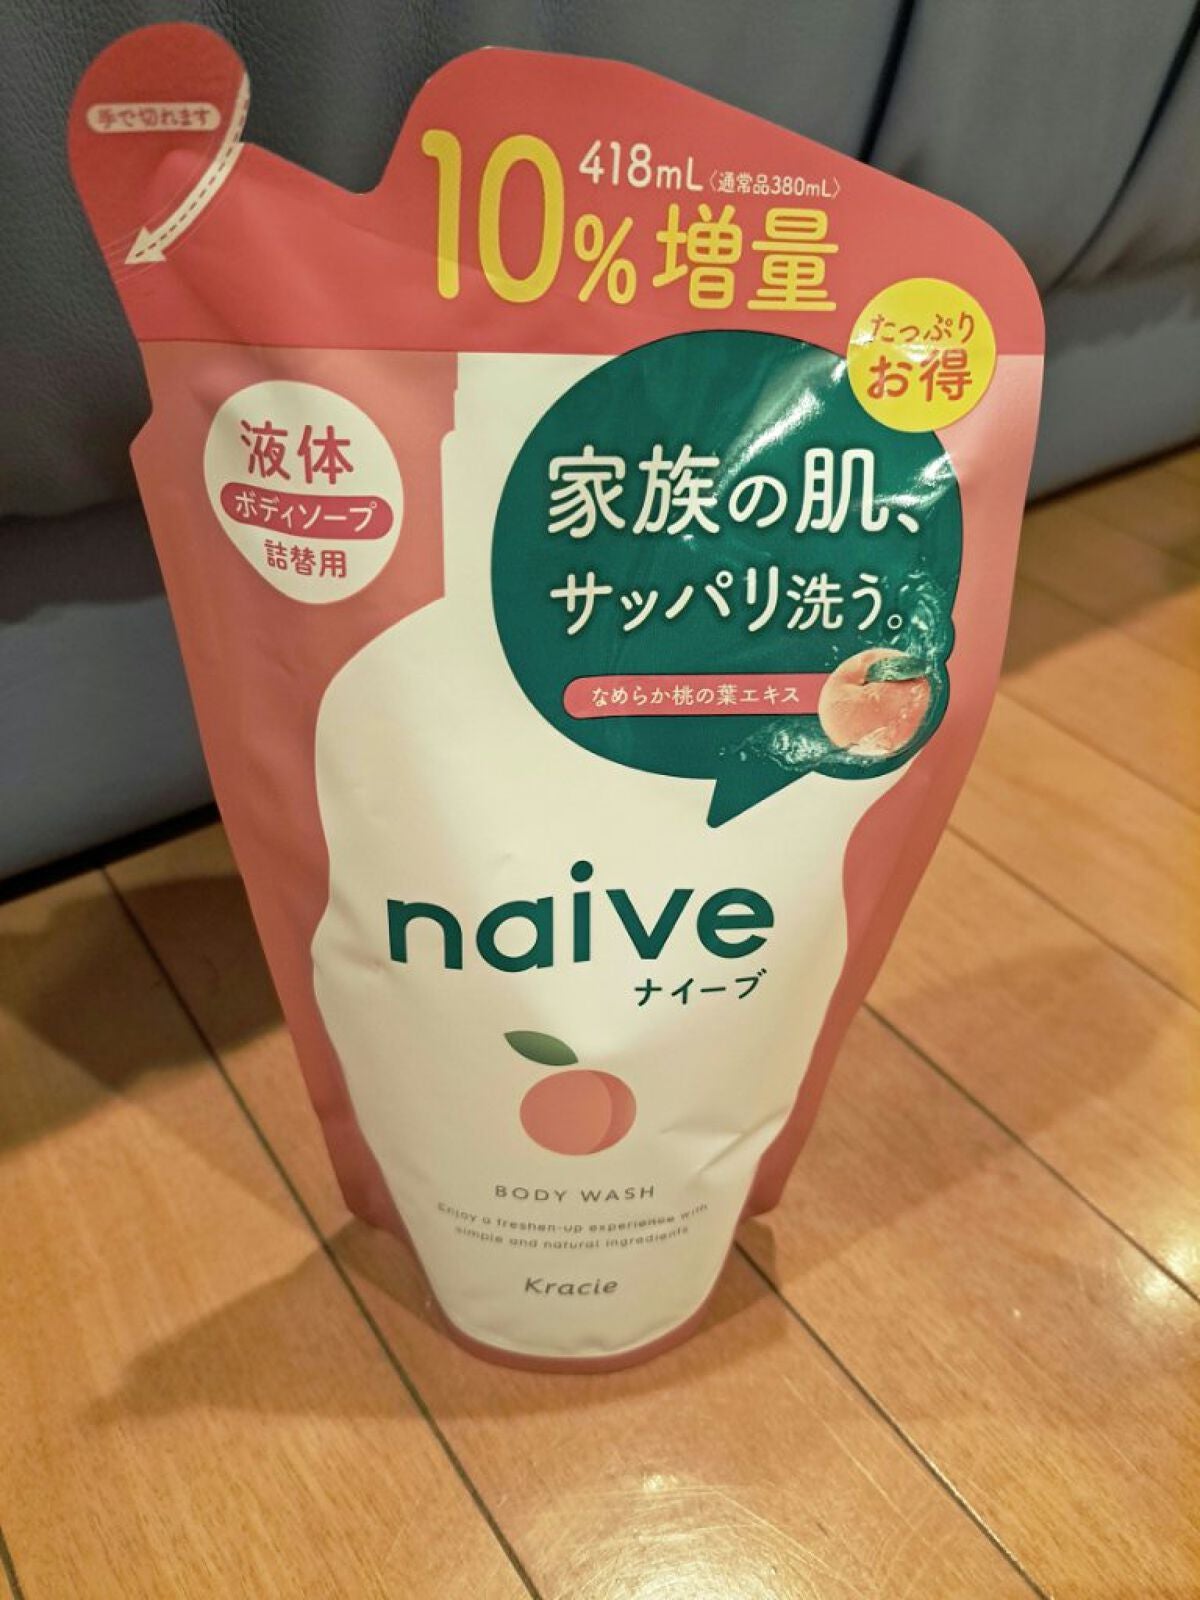 手で切れます
418mL〈通常品380mL〉
10%増量
たっぷり
お得
液体
ボディソープ
詰替用
家族の肌、
サッパリ洗う。
なめらか桃の葉エキス
naive
ナイーブ
BODY WASH
Enjoy a freshen-up experience with
simple and natural ingredients
Kracie